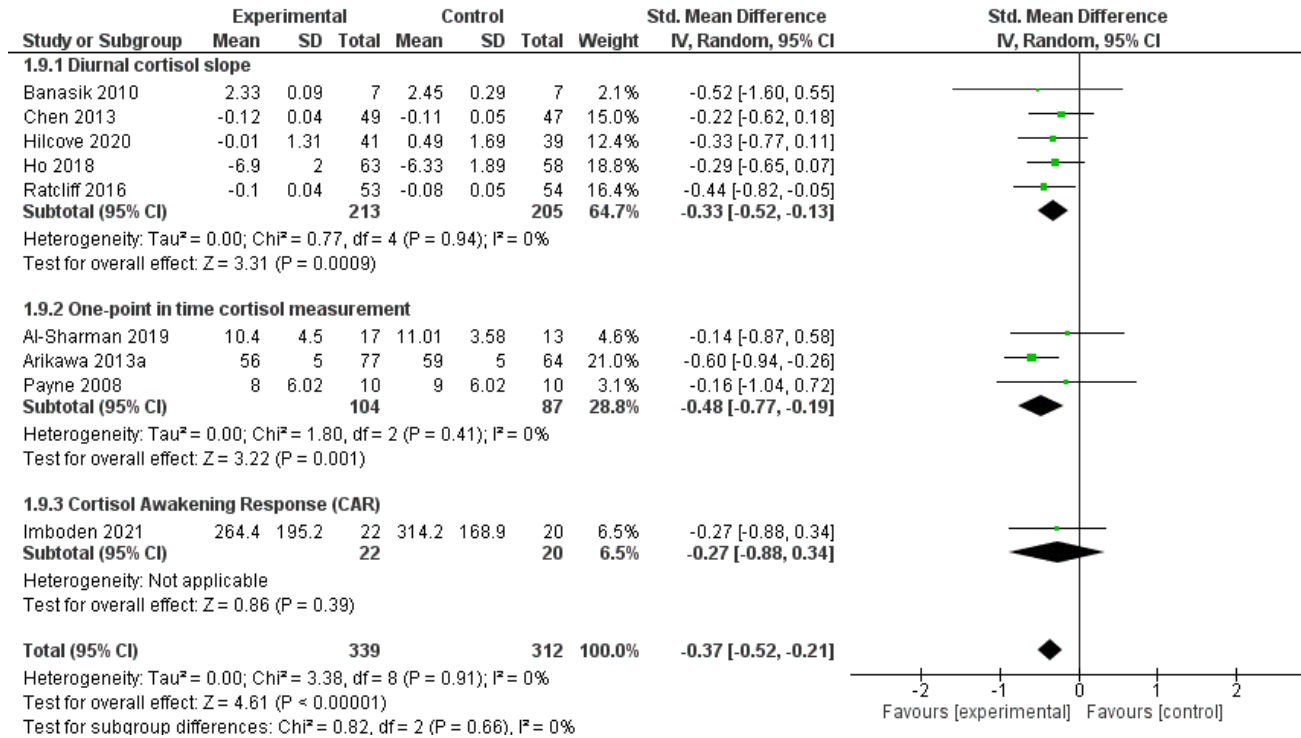 Experimental Control Std. Mean Difference Std. Mean Difference
Study or Subgroup Mean SD Total Mean SD Total Weight IV, Random, 95% CI IV, Random, 95% CI
1.9.1 Diurnal cortisol slope
Banasik 2010 2.33 0.09 7 2.45 0.29 7 2.1% -0.52 [-1.60, 0.55]
Chen 2013 -0.12 0.04 49 -0.11 0.05 47 15.0% -0.22 [-0.62, 0.18]
Hilcove 2020 -0.01 1.31 41 0.49 1.69 39 12.4% -0.33 [-0.77, 0.11]
Ho 2018 -6.9 2 63 -6.33 1.89 58 18.8% -0.29 [-0.65, 0.07]
Ratcliff 2016 -0.1 0.04 53 -0.08 0.05 54 16.4% -0.44 [-0.82, -0.05]
Subtotal (95% CI) 213 205 64.7% -0.33 [-0.52, -0.13]
Heterogeneity: Tau² = 0.00; Chi² = 0.77, df = 4 (P = 0.94); I² = 0%
Test for overall effect: Z = 3.31 (P = 0.0009)
1.9.2 One-point in time cortisol measurement
Al-Sharman 2019 10.4 4.5 17 11.01 3.58 13 4.6% -0.14 [-0.87, 0.58]
Arikawa 2013a 56 5 77 59 5 64 21.0% -0.60 [-0.94, -0.26]
Payne 2008 8 6.02 10 9 6.02 10 3.1% -0.16 [-1.04, 0.72]
Subtotal (95% CI) 104 87 28.8% -0.48 [-0.77, -0.19]
Heterogeneity: Tau² = 0.00; Chi² = 1.80, df = 2 (P = 0.41); I² = 0%
Test for overall effect: Z = 3.22 (P = 0.001)
1.9.3 Cortisol Awakening Response (CAR)
Imboden 2021 264.4 195.2 22 314.2 168.9 20 6.5% -0.27 [-0.88, 0.34]
Subtotal (95% CI) 22 20 6.5% -0.27 [-0.88, 0.34]
Heterogeneity: Not applicable
Test for overall effect: Z = 0.86 (P = 0.39)
Total (95% CI) 339 312 100.0% -0.37 [-0.52, -0.21]
Heterogeneity: Tau² = 0.00; Chi² = 3.38, df = 8 (P = 0.91); I² = 0%
Test for overall effect: Z = 4.61 (P < 0.00001)
Test for subgroup differences: Chi² = 0.82, df = 2 (P = 0.66), I² = 0%
-2 -1 0 1 2
Favours [experimental] Favours [control]